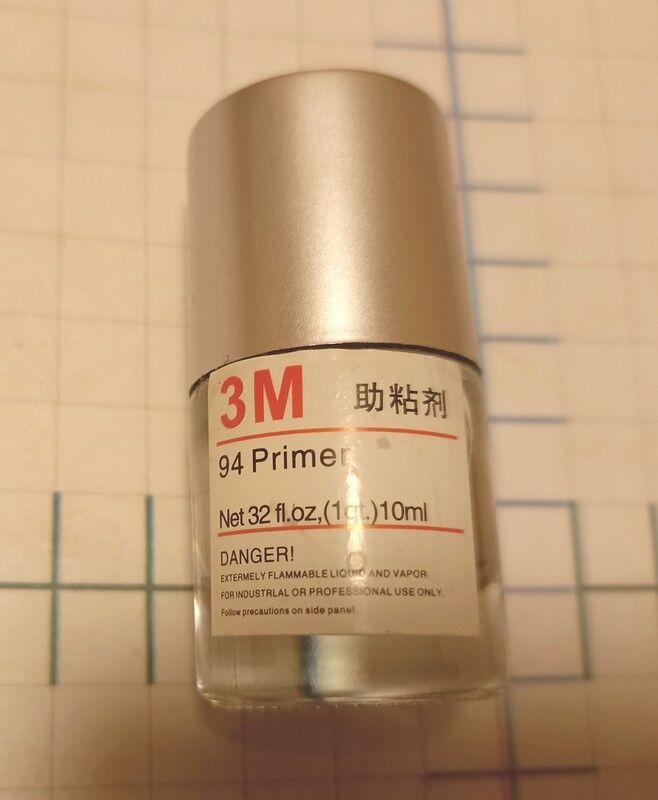 3M 助粘剂
94 Primer
Net 32 fl.oz,(1qt.)10ml
DANGER!
EXTERMELY FLAMMABLE LIQUID AND VAPOR
FOR INDUSTRLAL OR PROFESSIONAL USE ONLY.
Follow precautions on side panel.